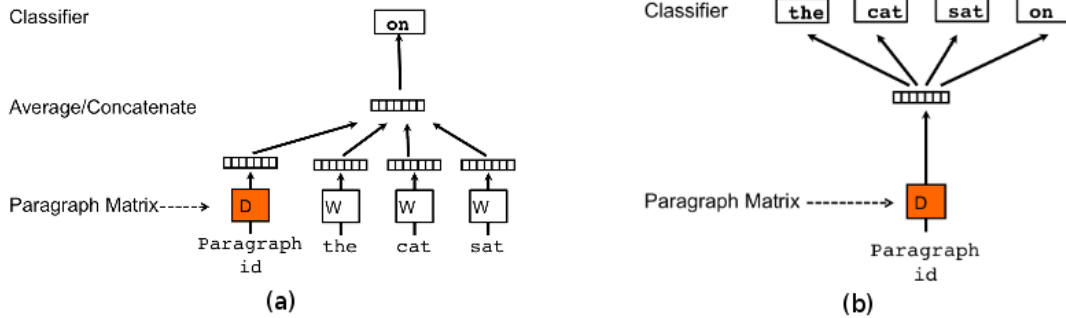 Classifier
on
Average/Concatenate
Paragraph Matrix
D W W W
Paragraph the cat sat
id
(a)
Classifier
the cat sat on
Paragraph Matrix
D
Paragraph
id
(b)